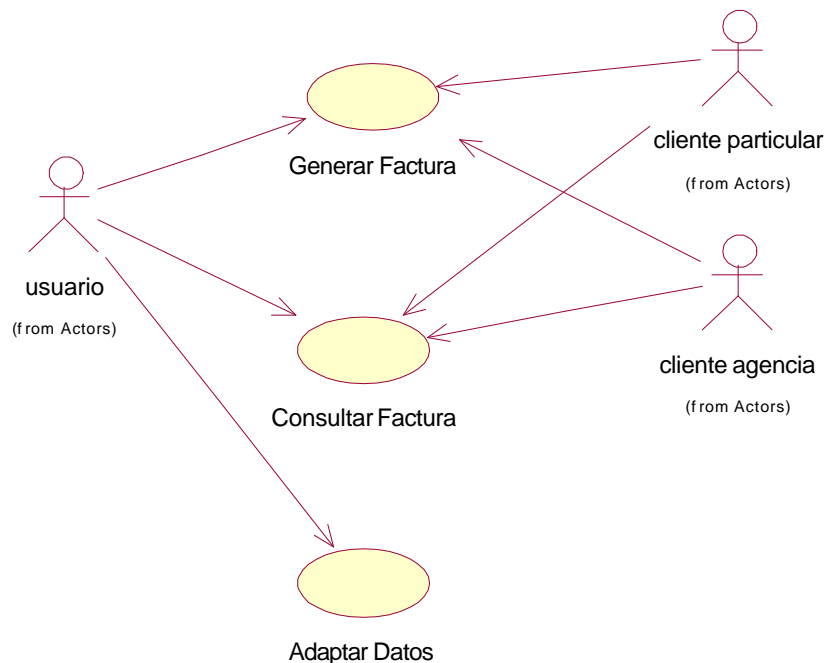 Generar Factura
cliente particular
(from Actors)
usuario
(from Actors)
cliente agencia
(from Actors)
Consultar Factura
Adaptar Datos